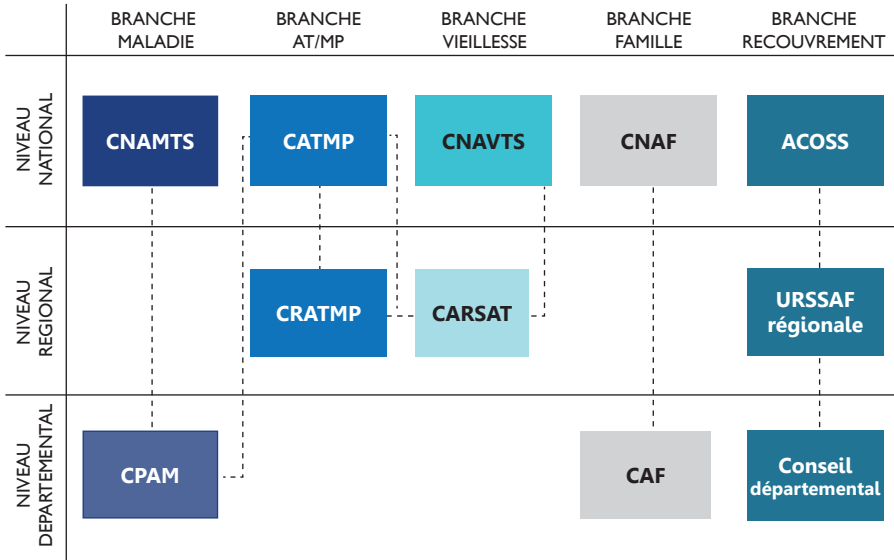 BRANCHE
MALADIE
BRANCHE
AT/MP
BRANCHE
VIEILLESSE
BRANCHE
FAMILLE
BRANCHE
RECOUVREMENT
NIVEAU
NATIONAL
CNAMTS
CATMP
CNAVTS
CNAF
ACOSS
NIVEAU
REGIONAL
CRATMP
CARSAT
URSSAF
régionale
NIVEAU
DEPARTEMENTAL
CPAM
CAF
Conseil
départemental